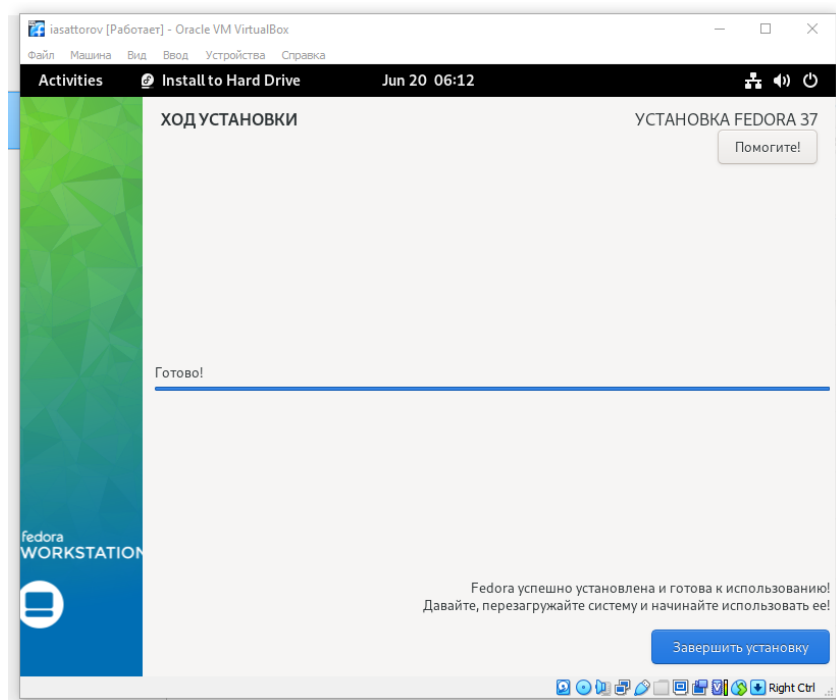 iasattorov [Работает] - Oracle VM VirtualBox
Файл Машина Вид Ввод Устройства Справка
Activities Install to Hard Drive Jun 20 06:12
ХОД УСТАНОВКИ УСТАНОВКА FEDORA 37
Помогите!
Готово!
fedora
WORKSTATION
Fedora успешно установлена и готова к использованию!
Давайте, перезагружайте систему и начинайте использовать ее!
Завершить установку
Right Ctrl